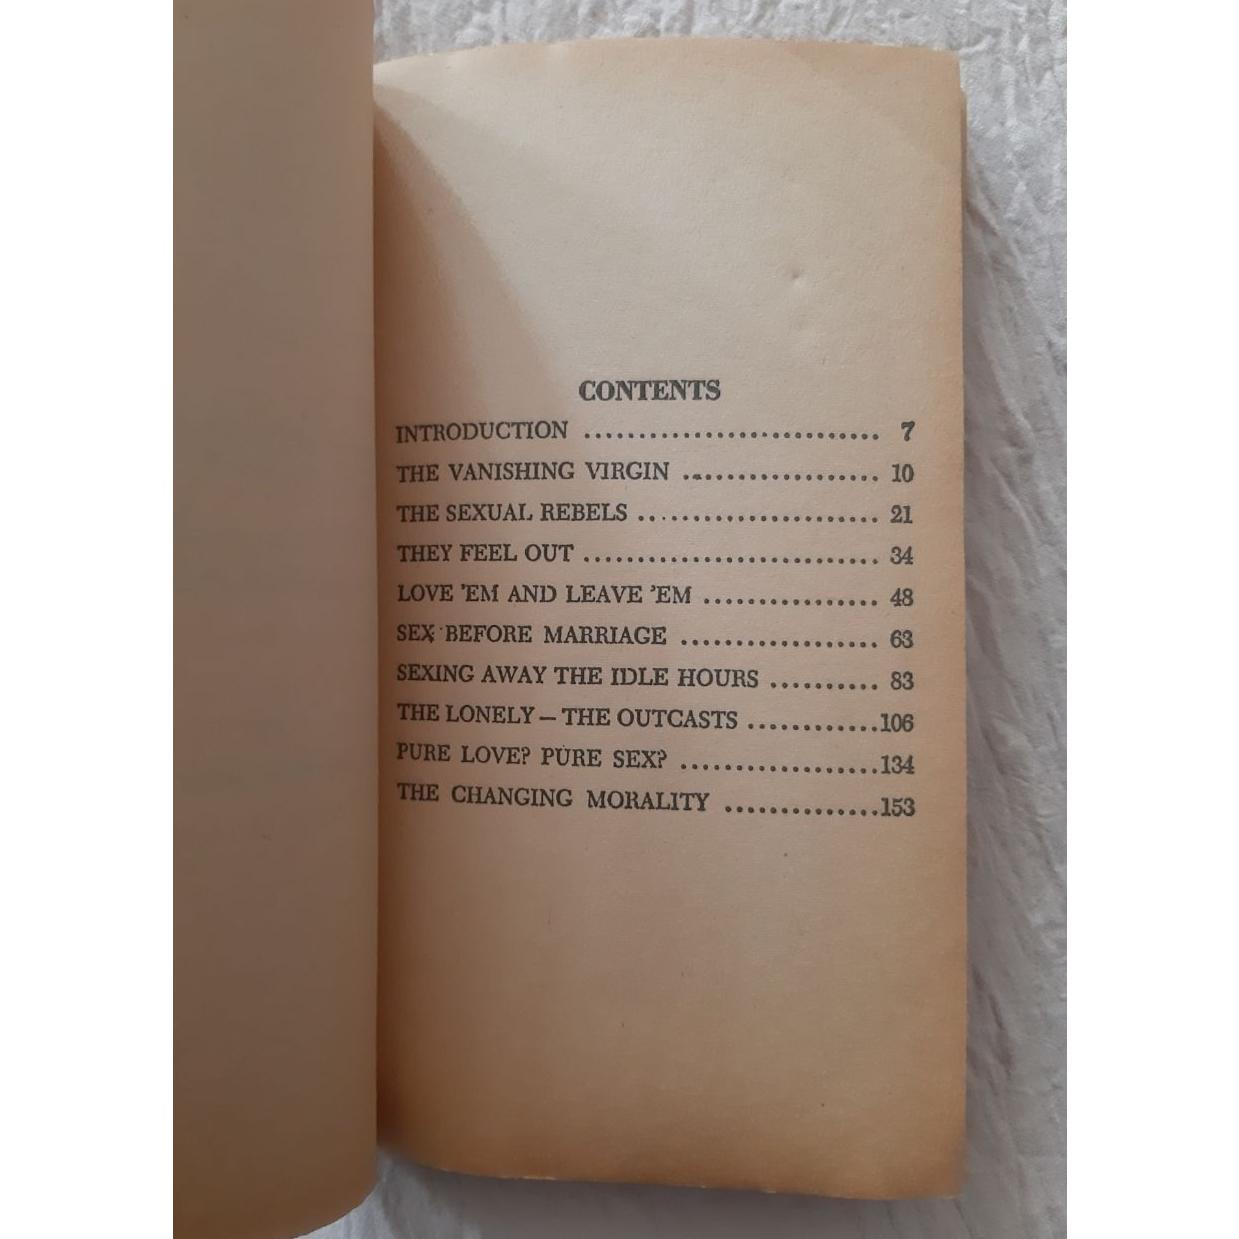 CONTENTS
INTRODUCTION ........................... 7
THE VANISHING VIRGIN .................. 10
THE SEXUAL REBELS ...................... 21
THEY FEEL OUT ........................... 34
LOVE 'EM AND LEAVE 'EM ................ 48
SEX BEFORE MARRIAGE .................. 63
SEXING AWAY THE IDLE HOURS .......... 83
THE LONELY — THE OUTCASTS ............106
PURE LOVE? PURE SEX? ..................134
THE CHANGING MORALITY ..............153